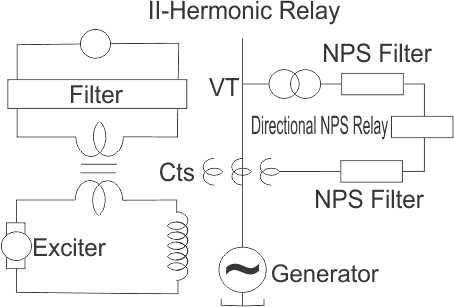 II-Hermonic Relay
NPS Filter
VT
Filter
Directional NPS Relay
Cts
NPS Filter
Exciter
Generator